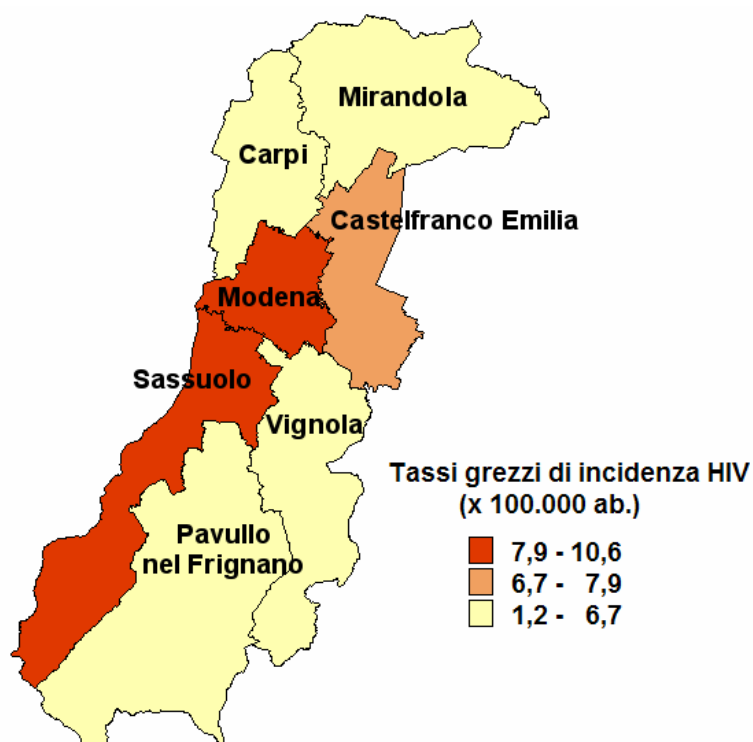 Mirandola
Carpi
Castelfranco Emilia
Modena
Sassuolo
Vignola
Pavullo
nel Frignano
Tassi grezzi di incidenza HIV
(x 100.000 ab.)
7,9 - 10,6
6,7 - 7,9
1,2 - 6,7